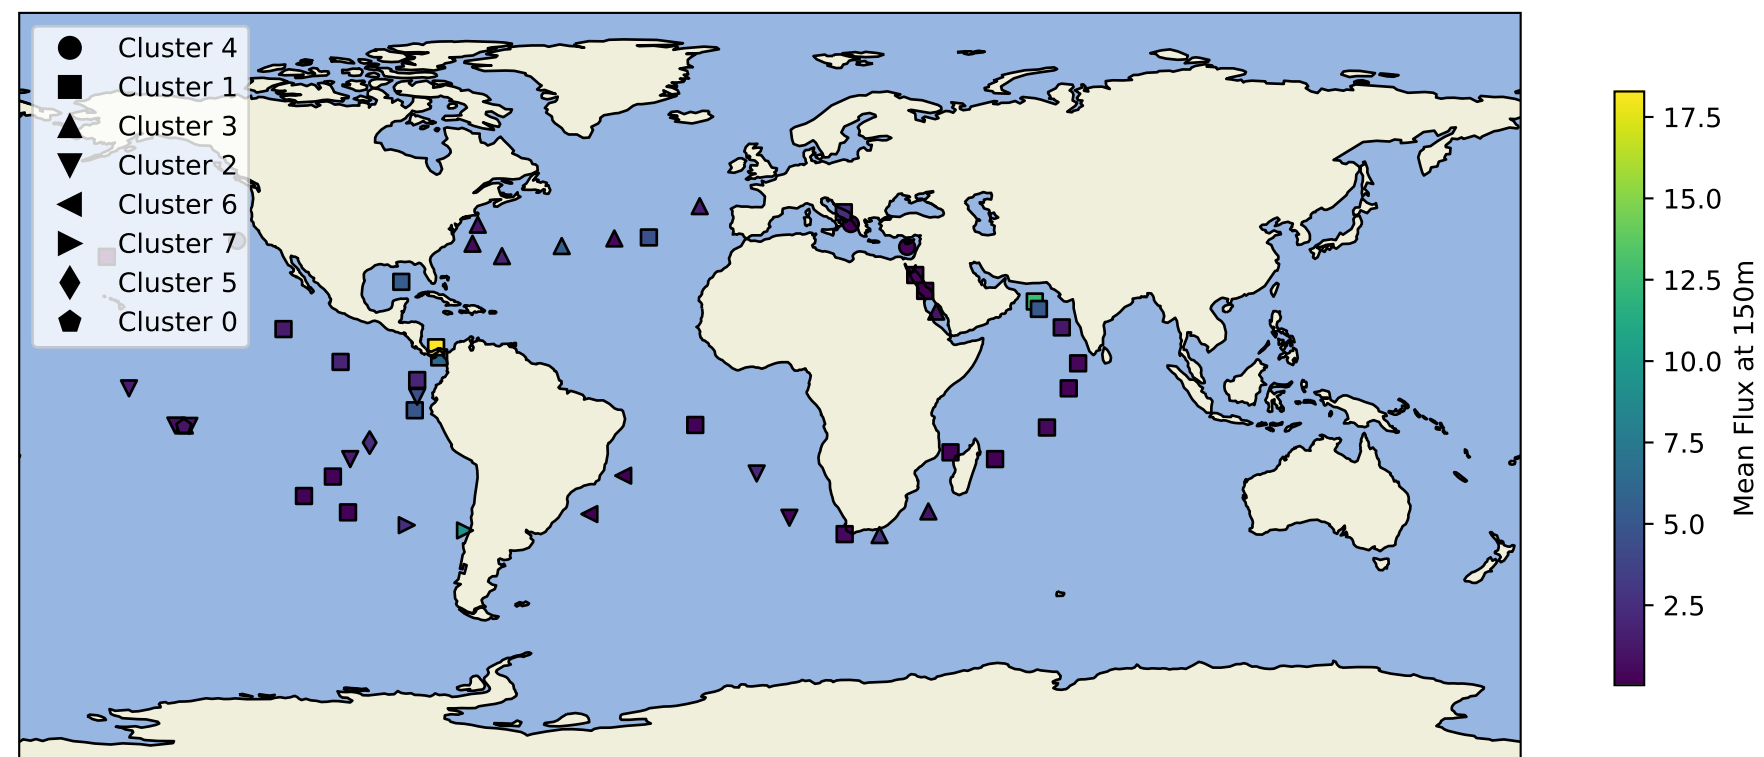 Cluster 4
Cluster 1
Cluster 3
Cluster 2
Cluster 6
Cluster 7
Cluster 5
Cluster 0
17.5
15.0
12.5
10.0
7.5
5.0
2.5
Mean Flux at 150m